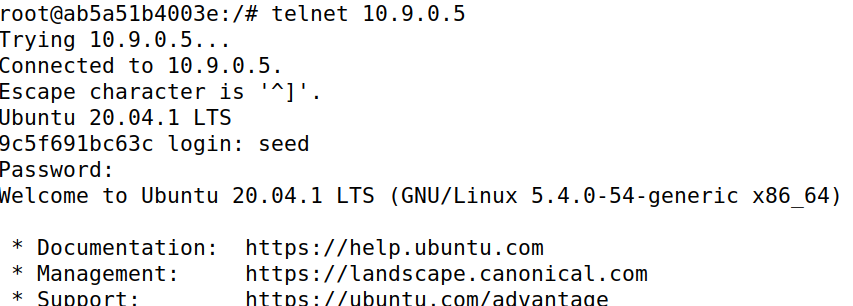 root@ab5a51b4003e:/# telnet 10.9.0.5
Trying 10.9.0.5...
Connected to 10.9.0.5.
Escape character is '^]'.
Ubuntu 20.04.1 LTS
9c5f691bc63c login: seed
Password:
Welcome to Ubuntu 20.04.1 LTS (GNU/Linux 5.4.0-54-generic x86_64)
* Documentation:  https://help.ubuntu.com
* Management:     https://landscape.canonical.com
* Support:        https://ubuntu.com/advantage